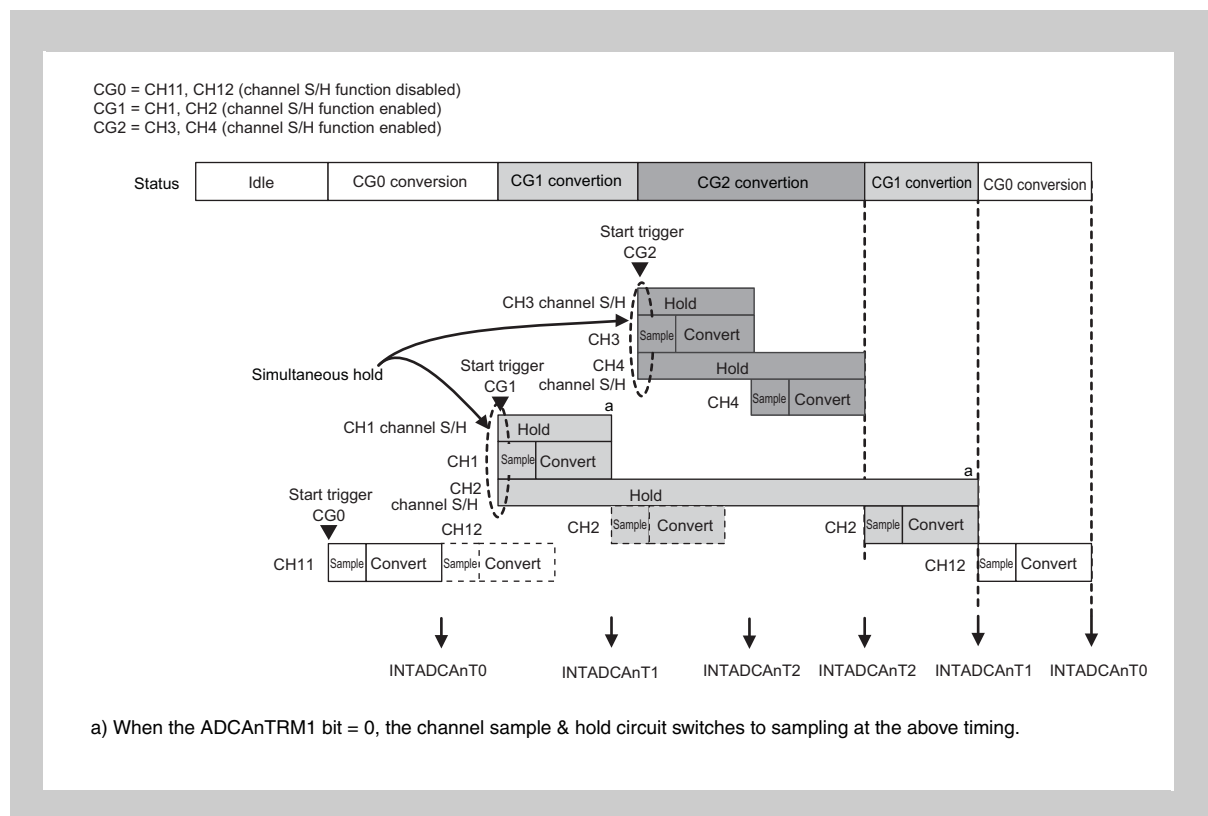 CG0 = CH11, CH12 (channel S/H function disabled)
CG1 = CH1, CH2 (channel S/H function enabled)
CG2 = CH3, CH4 (channel S/H function enabled)
Status Idle CG0 conversion CG1 convertion CG2 convertion CG1 convertion CG0 conversion
Start trigger
CG2
CH3 channel S/H Hold
CH3 Sample Convert
Simultaneous hold
CH4
channel S/H
Hold
CH4 Sample Convert
Start trigger
CG1
a
CH1 channel S/H Hold
CH1 Sample Convert
CH2
channel S/H
Hold
a
CH2 Sample Convert
CH2 Sample Convert
Start trigger
CG0
CH11 Sample Convert
CH12
Sample Convert
CH12 Sample Convert
INTADCAnT0 INTADCAnT1 INTADCAnT2 INTADCAnT2 INTADCAnT1 INTADCAnT0
a) When the ADCAnTRM1 bit = 0, the channel sample & hold circuit switches to sampling at the above timing.